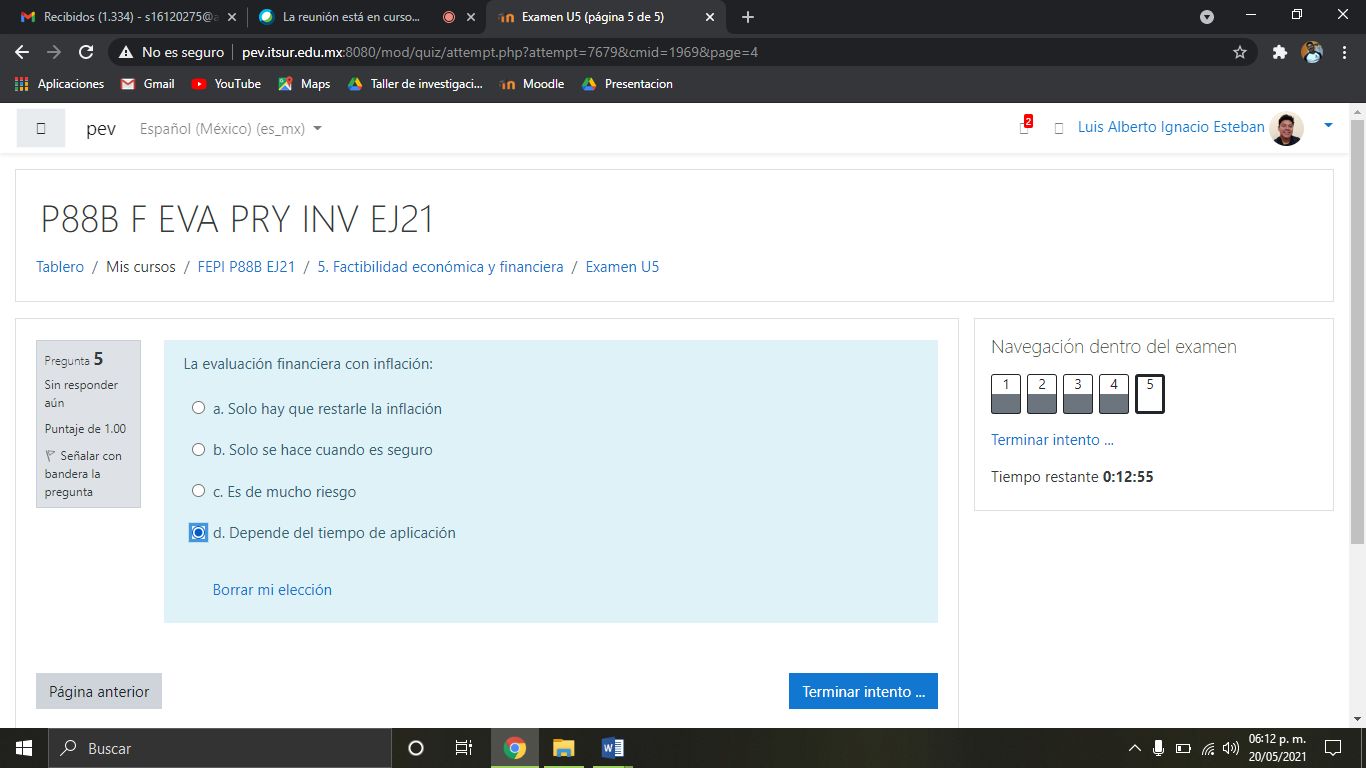 Recibidos (1.334) - s16120275@a
La reunión está en curso...
Examen U5 (página 5 de 5)
No es seguro
pev.itsur.edu.mx:8080/mod/quiz/attempt.php?attempt=7679&cmid=1969&page=4
Aplicaciones
Gmail
YouTube
Maps
Taller de investigaci...
Moodle
Presentacion
pev
Español (México) (es_mx)
2
Luis Alberto Ignacio Esteban
P88B F EVA PRY INV EJ21
Tablero / Mis cursos / FEPI P88B EJ21 / 5. Factibilidad económica y financiera / Examen U5
Pregunta 5
Sin responder
aún
Puntaje de 1.00
Señalar con
bandera la
pregunta
La evaluación financiera con inflación:
a. Solo hay que restarle la inflación
b. Solo se hace cuando es seguro
c. Es de mucho riesgo
d. Depende del tiempo de aplicación
Borrar mi elección
Página anterior
Terminar intento ...
Navegación dentro del examen
1 2 3 4 5
Terminar intento ...
Tiempo restante 0:12:55
Buscar
06:12 p. m.
20/05/2021